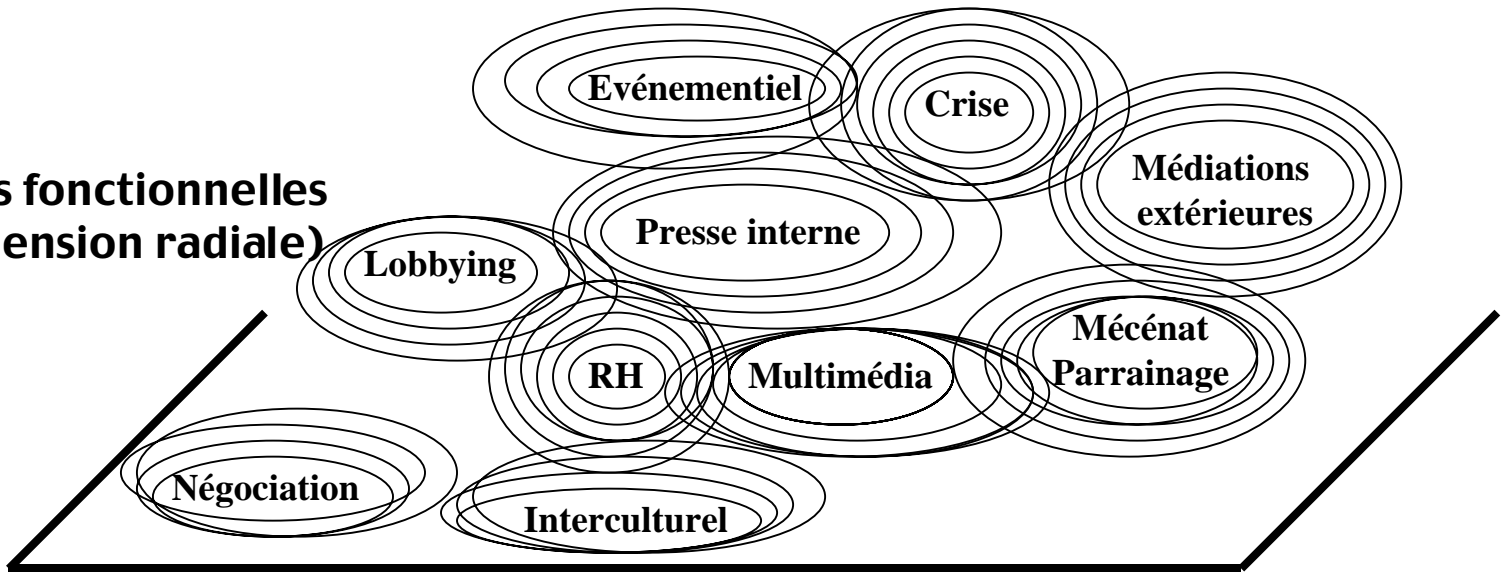 Evénementiel
Crise
Médiations
extérieures
s fonctionnelles
ension radiale)
Presse interne
Lobbying
Mécénat
Parrainage
RH
Multimédia
Négociation
Interculturel